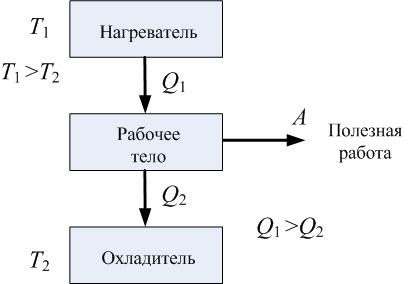 T1
Нагреватель
T1>T2
Q1
Рабочее
тело
A
Полезная
работа
Q2
Q1>Q2
T2
Охладитель